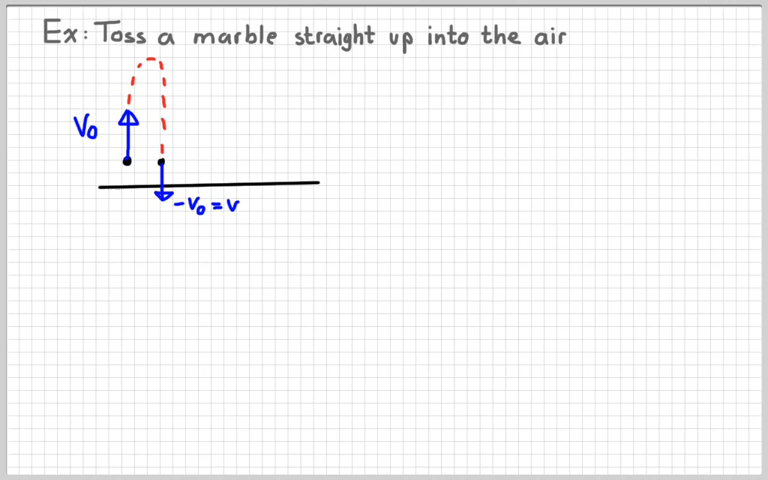 Ex: Toss a marble straight up into the air
V₀
-V₀ = V